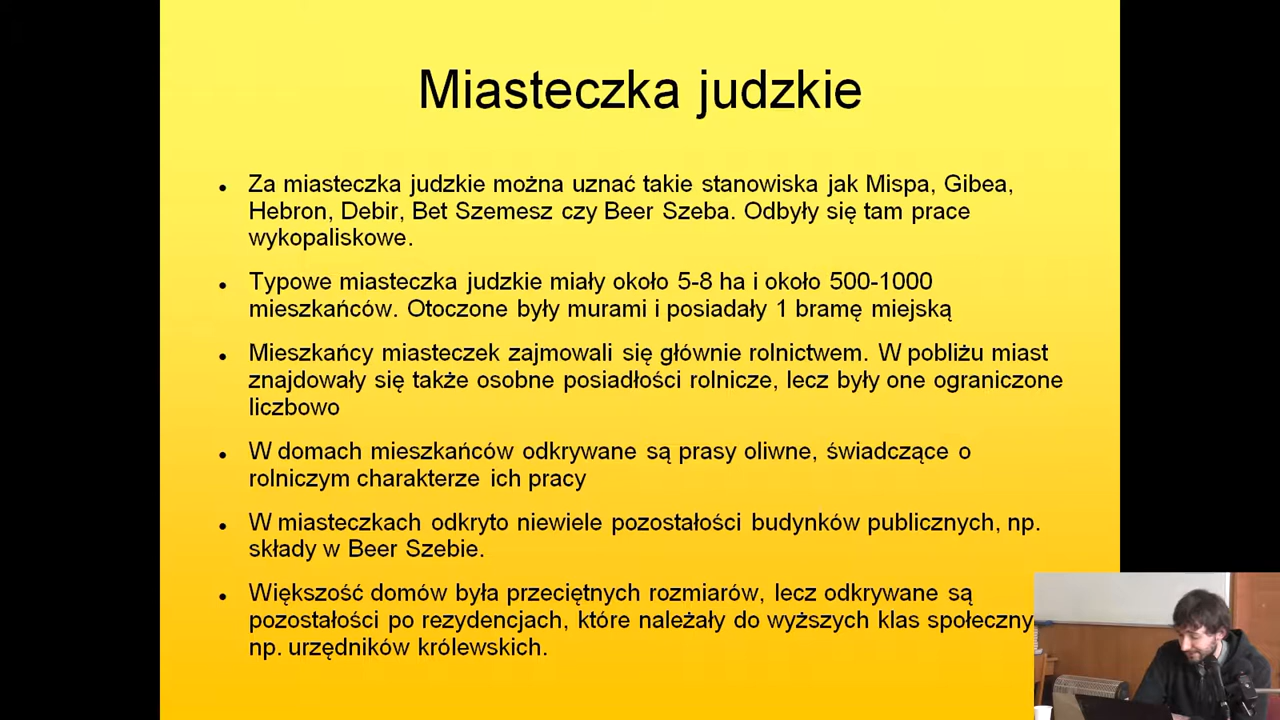 Miasteczka judzkie
Za miasteczka judzkie można uznać takie stanowiska jak Mispa, Gibea,
Hebron, Debir, Bet Szemesz czy Beer Szeba. Odbyły się tam prace
wykopaliskowe.
Typowe miasteczka judzkie miały około 5-8 ha i około 500-1000
mieszkańców. Otoczone były murami i posiadały 1 bramę miejską
Mieszkańcy miasteczek zajmowali się głównie rolnictwem. W pobliżu miast
znajdowały się także osobne posiadłości rolnicze, lecz były one ograniczone
liczbowo
W domach mieszkańców odkrywane są prasy oliwne, świadczące o
rolniczym charakterze ich pracy
W miasteczkach odkryto niewiele pozostałości budynków publicznych, np.
składy w Beer Szebie.
Większość domów była przeciętnych rozmiarów, lecz odkrywane są
pozostałości po rezydencjach, które należały do wyższych klas społeczny
np. urzędników królewskich.